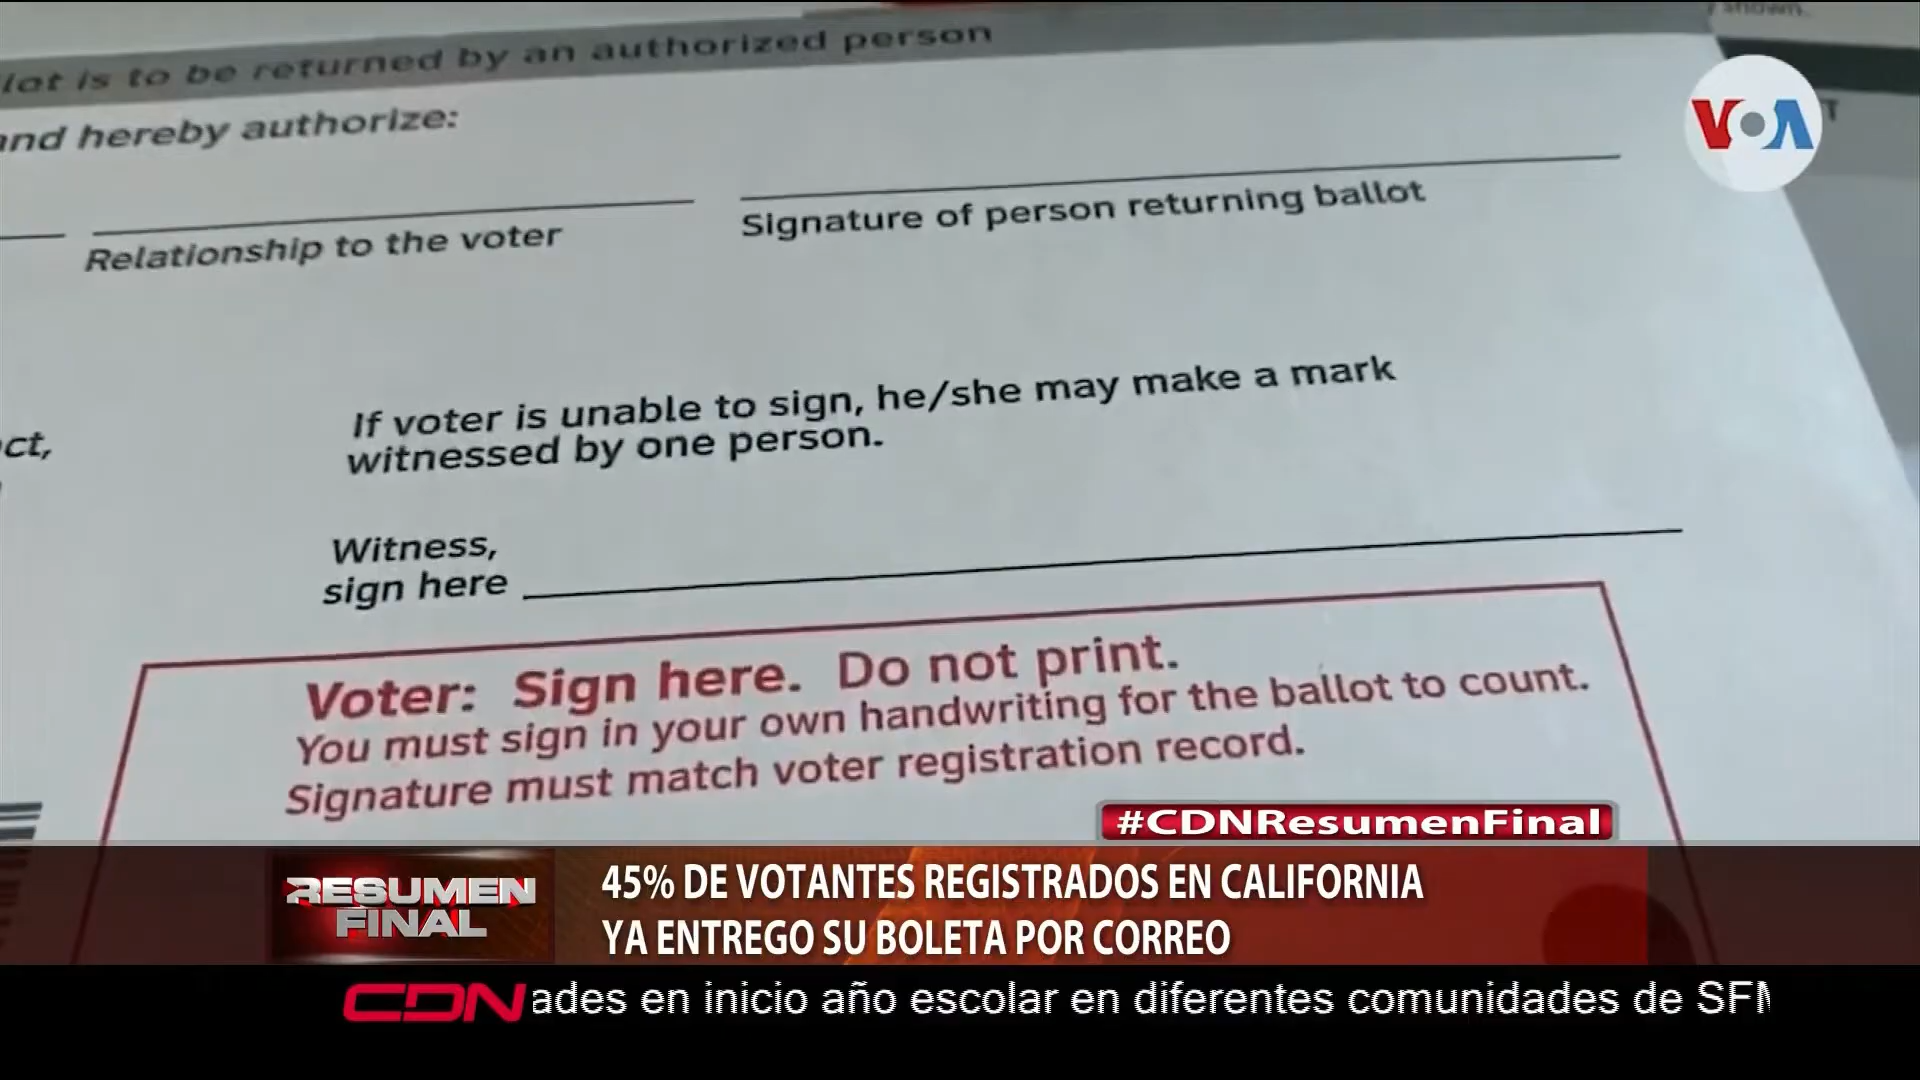 is to be returned by an authorized person
shown.
and hereby authorize:
VOA
T
Relationship to the voter
Signature of person returning ballot
If voter is unable to sign, he/she may make a mark
witnessed by one person.
ct,
Witness,
sign here
Voter: Sign here. Do not print.
You must sign in your own handwriting for the ballot to count.
Signature must match voter registration record.
#CDNResumenFinal
RESUMEN
FINAL
45% DE VOTANTES REGISTRADOS EN CALIFORNIA
YA ENTREGO SU BOLETA POR CORREO
CDN
ades en inicio año escolar en diferentes comunidades de SFM